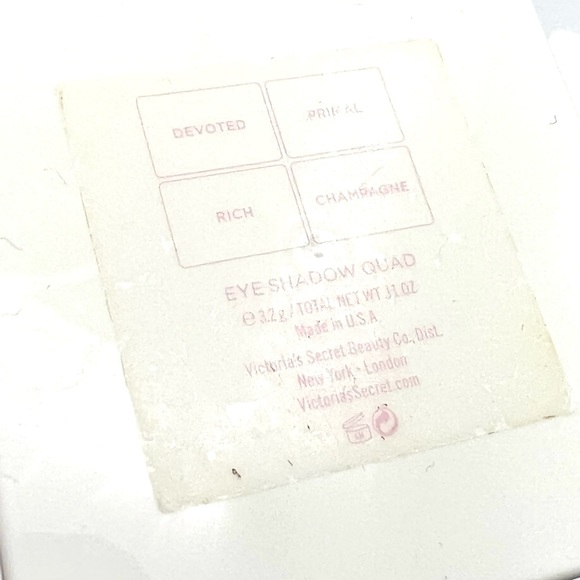 DEVOTED
PRIMAL
RICH
CHAMPAGNE
EYE SHADOW QUAD
℮ 3.2 g / TOTAL NET WT .11 OZ
Made in U.S.A
Victoria's Secret Beauty Co., Dist.
New York • London
VictoriasSecret.com